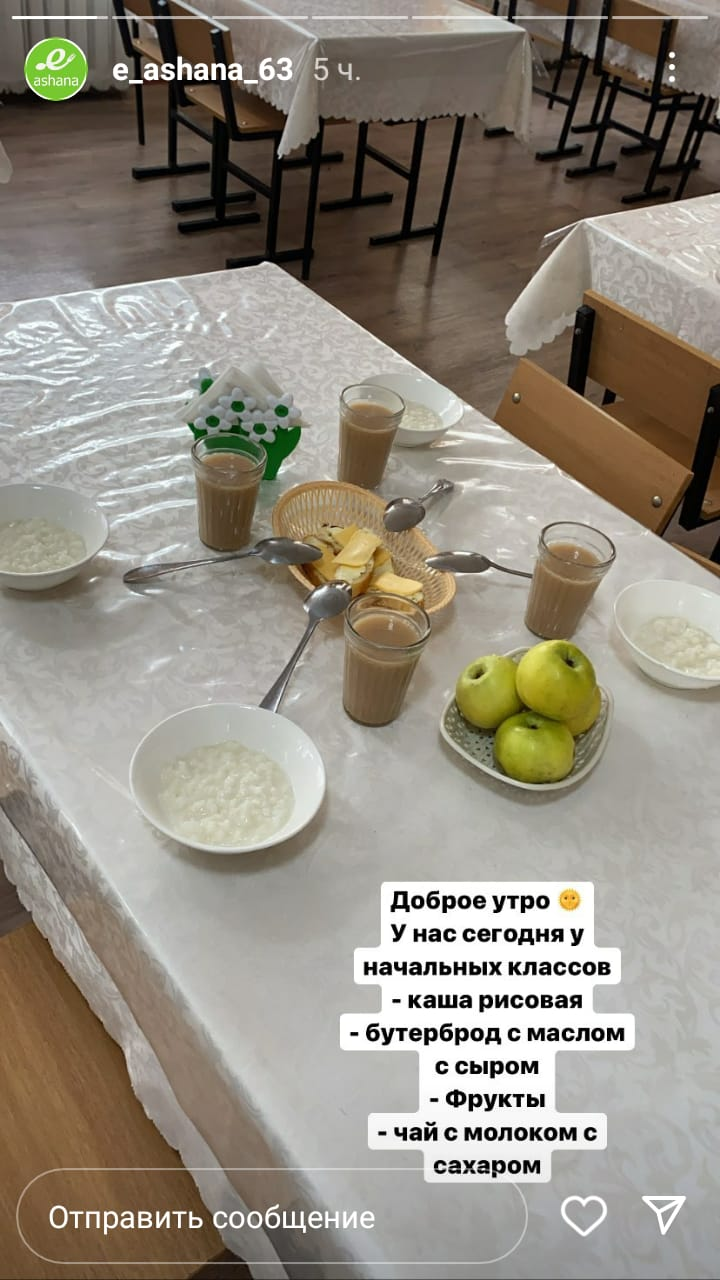 e
ashana
e_ashana_63 5 ч.
Доброе утро 🌞
У нас сегодня у
начальных классов
- каша рисовая
- бутерброд с маслом
с сыром
- Фрукты
- чай с молоком с
сахаром
Отправить сообщение